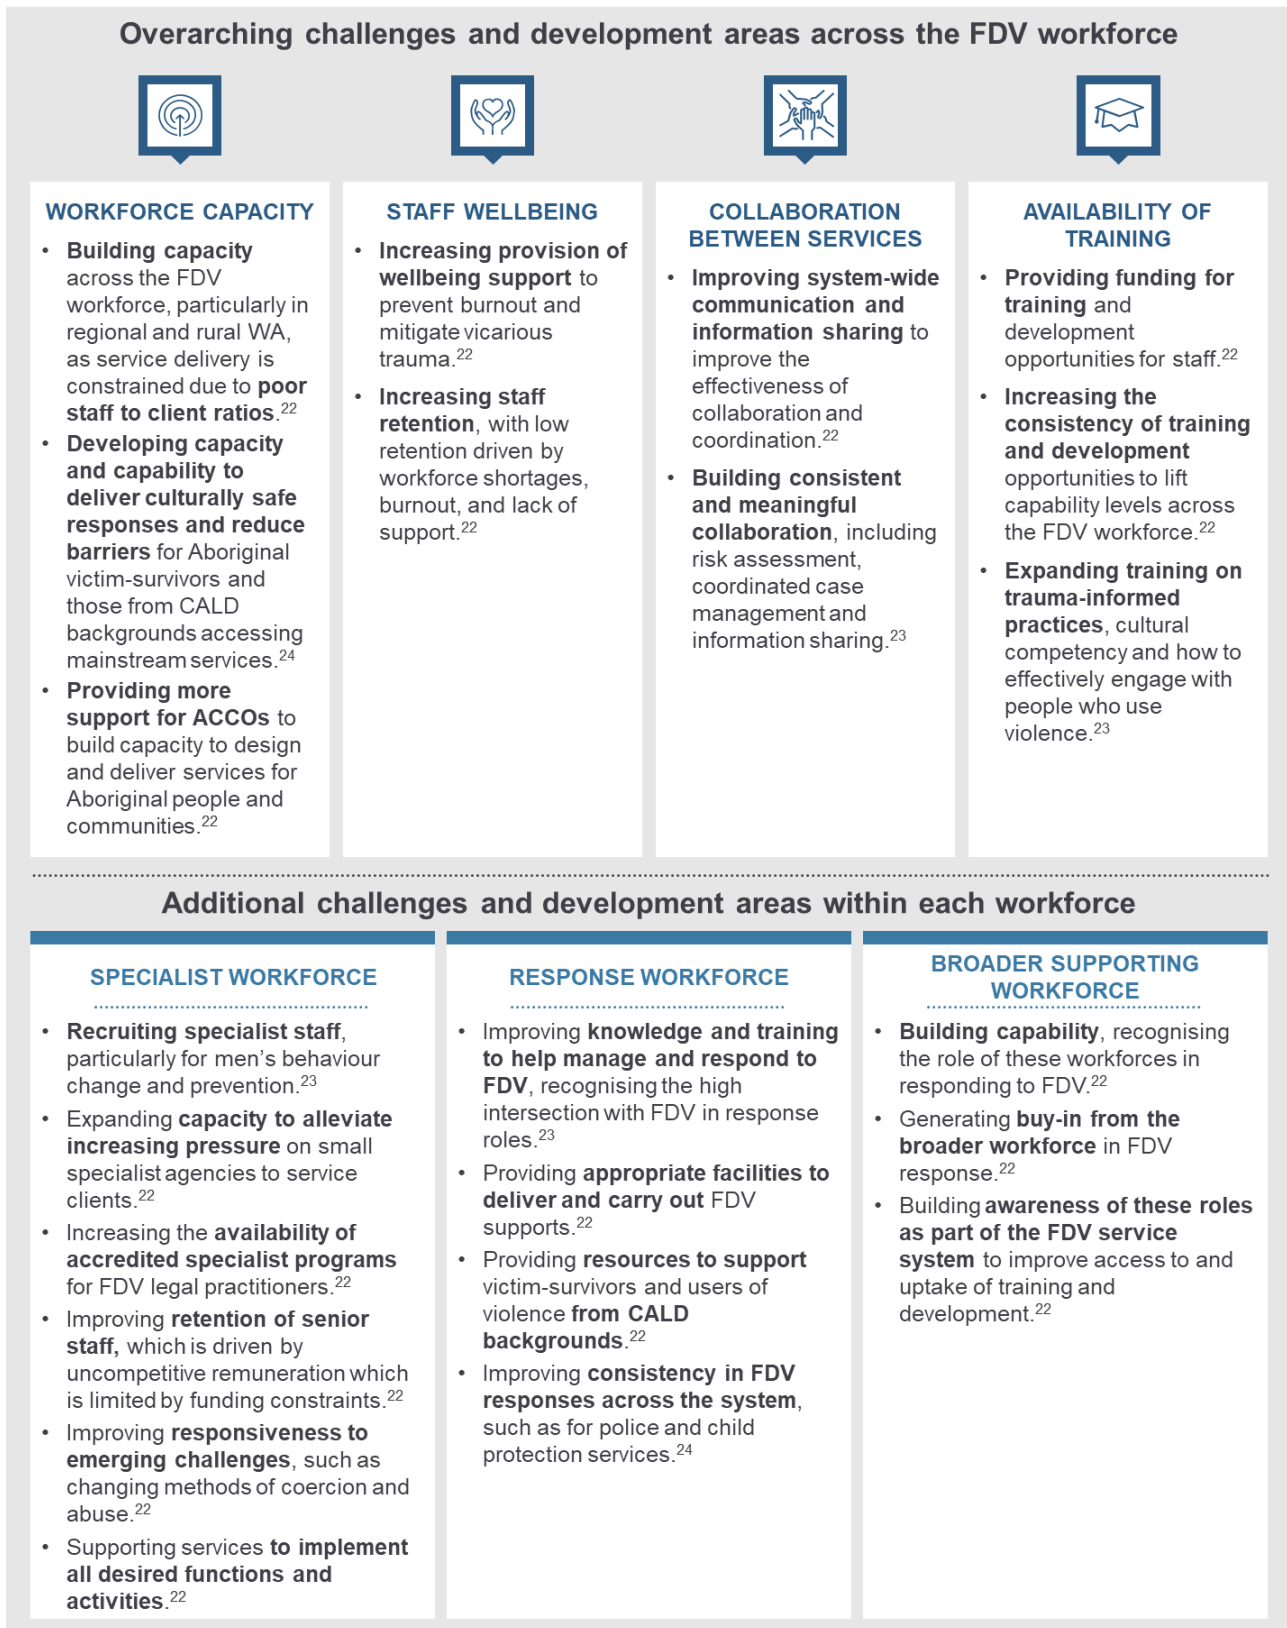 Overarching challenges and development areas across the FDV workforce
WORKFORCE CAPACITY
• Building capacity
across the FDV
workforce, particularly in
regional and rural WA,
as service delivery is
constrained due to poor
staff to client ratios.22
• Developing capacity
and capability to
deliver culturally safe
responses and reduce
barriers for Aboriginal
victim-survivors and
those from CALD
backgrounds accessing
mainstream services.24
• Providing more
support for ACCOs to
build capacity to design
and deliver services for
Aboriginal people and
communities.22
STAFF WELLBEING
• Increasing provision of
wellbeing support to
prevent burnout and
mitigate vicarious
trauma.22
• Increasing staff
retention, with low
retention driven by
workforce shortages,
burnout, and lack of
support.22
COLLABORATION
BETWEEN SERVICES
• Improving system-wide
communication and
information sharing to
improve the
effectiveness of
collaboration and
coordination.22
• Building consistent
and meaningful
collaboration, including
risk assessment,
coordinated case
management and
information sharing.23
AVAILABILITY OF
TRAINING
• Providing funding for
training and
development
opportunities for staff.22
• Increasing the
consistency of training
and development
opportunities to lift
capability levels across
the FDV workforce.22
• Expanding training on
trauma-informed
practices, cultural
competency and how to
effectively engage with
people who use
violence.23
Additional challenges and development areas within each workforce
SPECIALIST WORKFORCE
• Recruiting specialist staff,
particularly for men's behaviour
change and prevention.23
• Expanding capacity to alleviate
increasing pressure on small
specialist agencies to service
clients.22
• Increasing the availability of
accredited specialist programs
for FDV legal practitioners.22
• Improving retention of senior
staff, which is driven by
uncompetitive remuneration which
is limited by funding constraints.22
• Improving responsiveness to
emerging challenges, such as
changing methods of coercion and
abuse.22
• Supporting services to implement
all desired functions and
activities.22
RESPONSE WORKFORCE
• Improving knowledge and training
to help manage and respond to
FDV, recognising the high
intersection with FDV in response
roles.23
• Providing appropriate facilities to
deliver and carry out FDV
supports.22
• Providing resources to support
victim-survivors and users of
violence from CALD
backgrounds.22
• Improving consistency in FDV
responses across the system,
such as for police and child
protection services.24
BROADER SUPPORTING
WORKFORCE
• Building capability, recognising
the role of these workforces in
responding to FDV.22
• Generating buy-in from the
broader workforce in FDV
response.22
• Building awareness of these roles
as part of the FDV service
system to improve access to and
uptake of training and
development.22